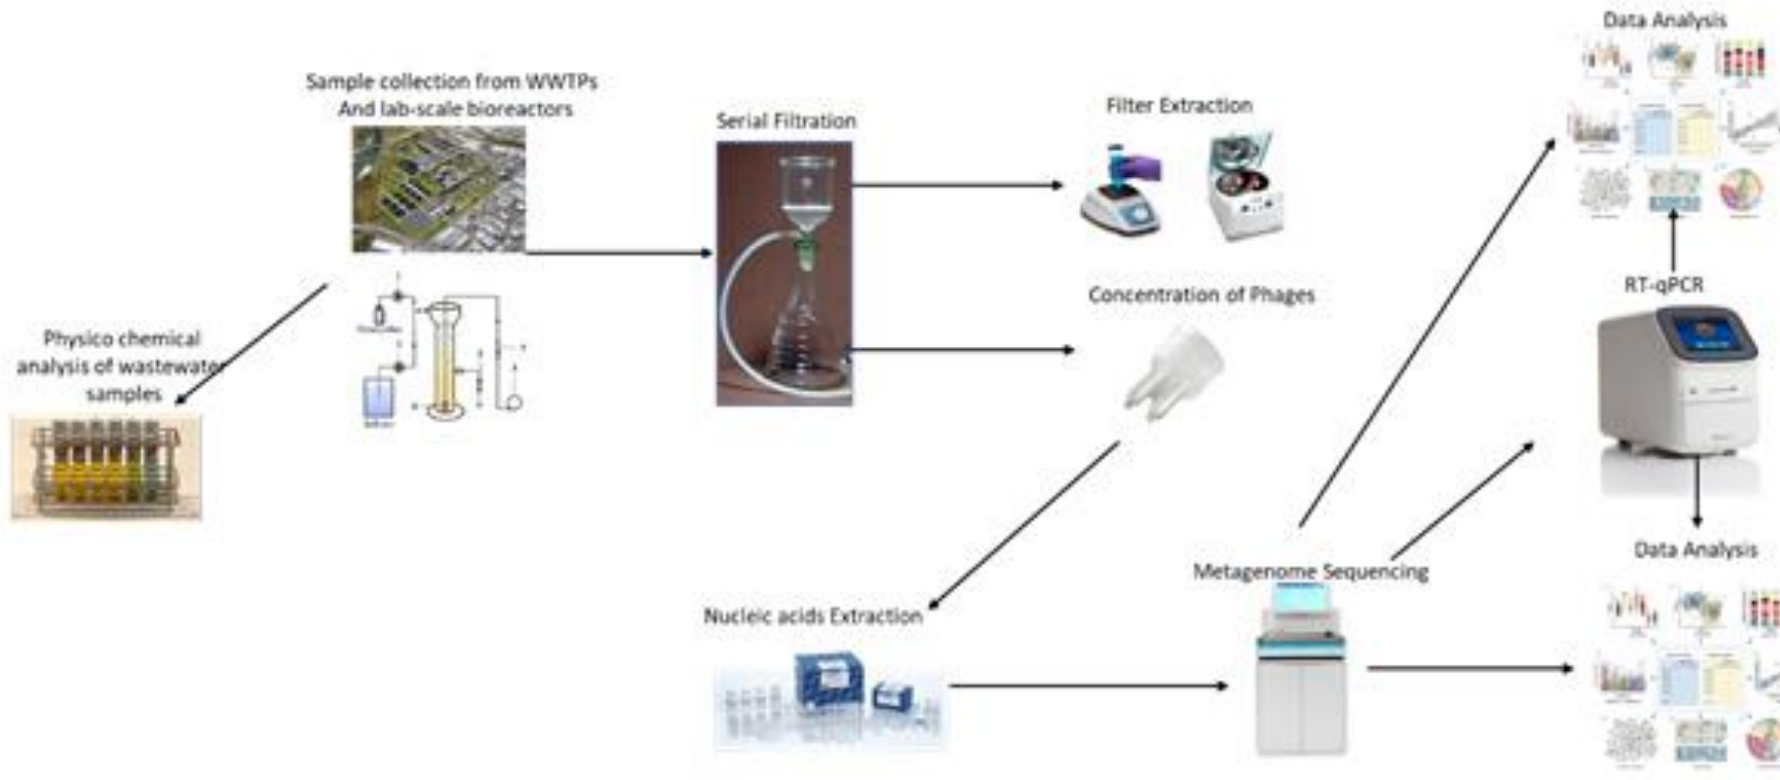 Data Analysis
Sample collection from WWTPs
And lab-scale bioreactors
Serial Filtration
Filter Extraction
Concentration of Phages
RT-qPCR
Physico chemical
analysis of wastewater
samples
Data Analysis
Metagenome Sequencing
Nucleic acids Extraction